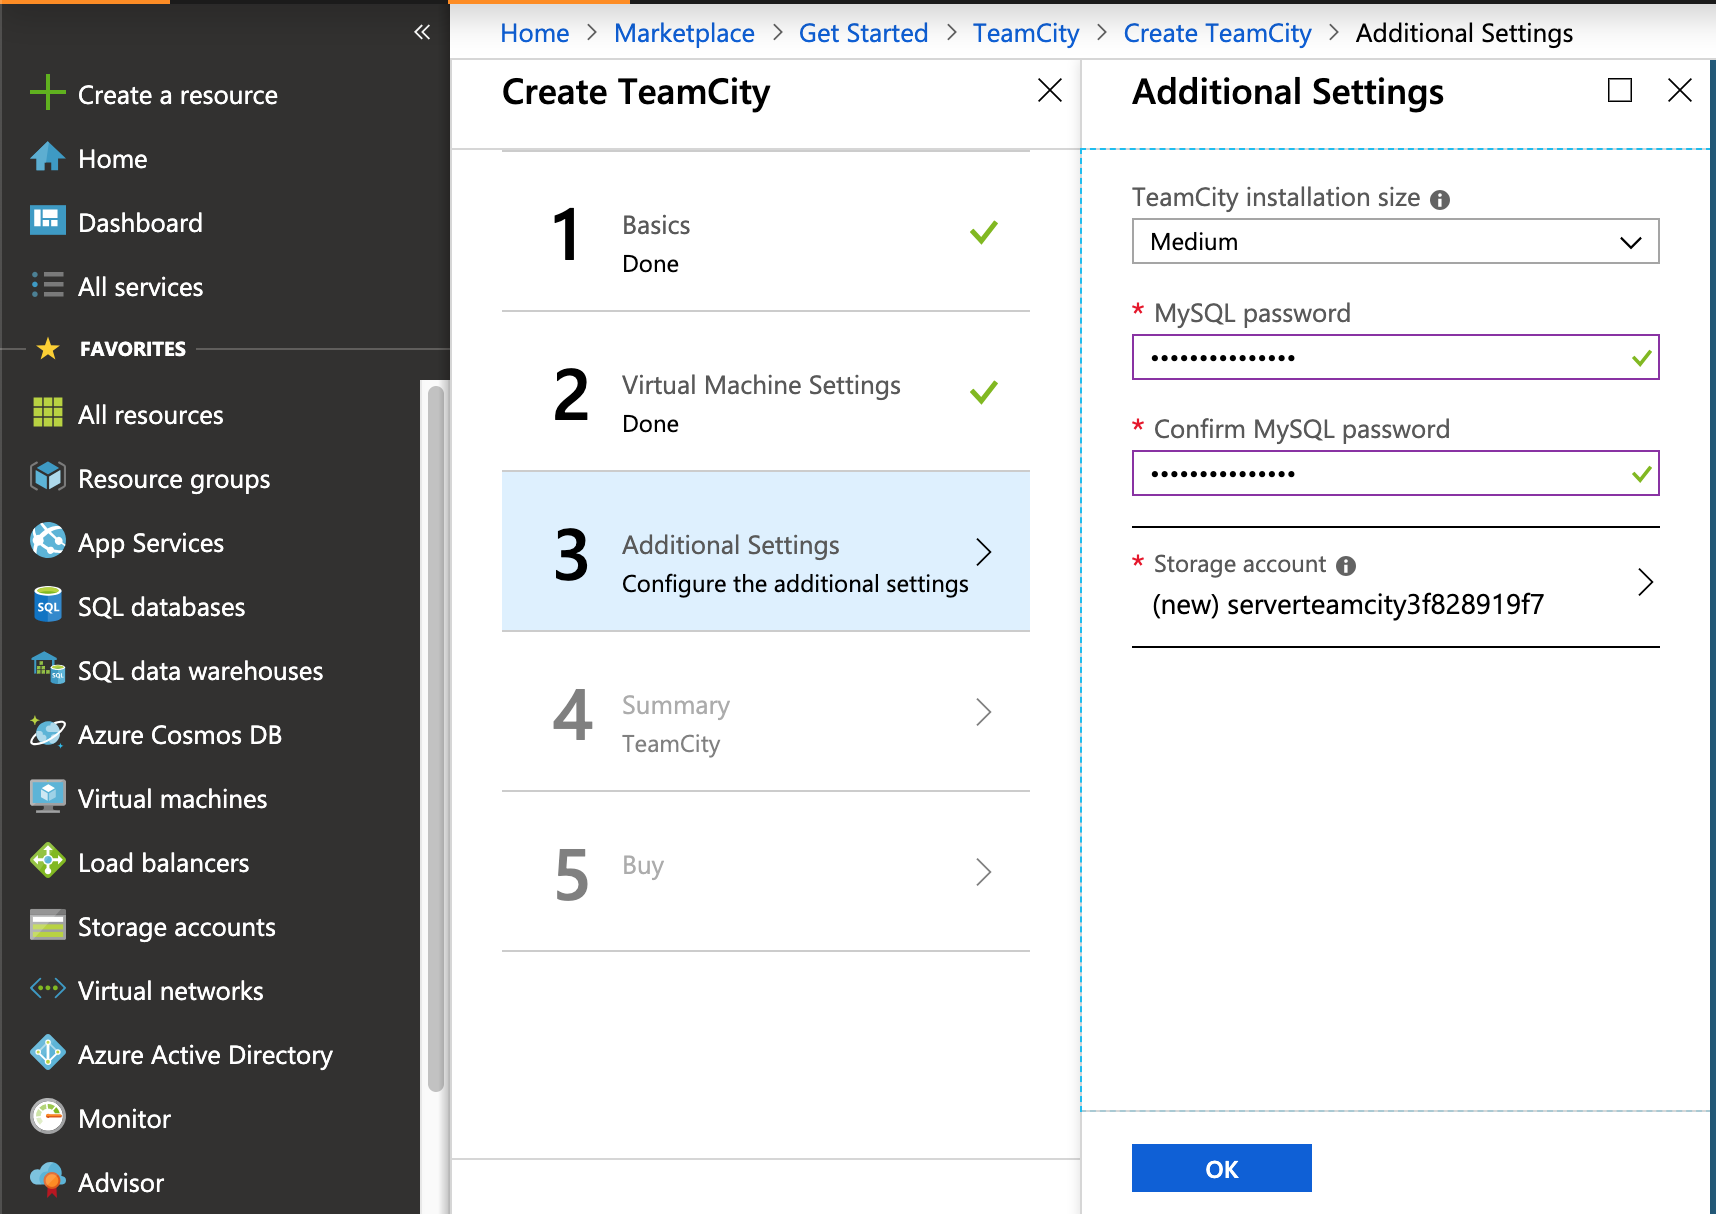 Home > Marketplace > Get Started > TeamCity > Create TeamCity > Additional Settings
Create a resource
Home
Dashboard
All services
FAVORITES
All resources
Resource groups
App Services
SQL databases
SQL data warehouses
Azure Cosmos DB
Virtual machines
Load balancers
Storage accounts
Virtual networks
Azure Active Directory
Monitor
Advisor
Create TeamCity
1 Basics
Done
2 Virtual Machine Settings
Done
3 Additional Settings
Configure the additional settings
4 Summary
TeamCity
5 Buy
Additional Settings
TeamCity installation size
Medium
* MySQL password
•••••••••••••••
* Confirm MySQL password
•••••••••••••••
* Storage account
(new) serverteamcity3f828919f7
OK